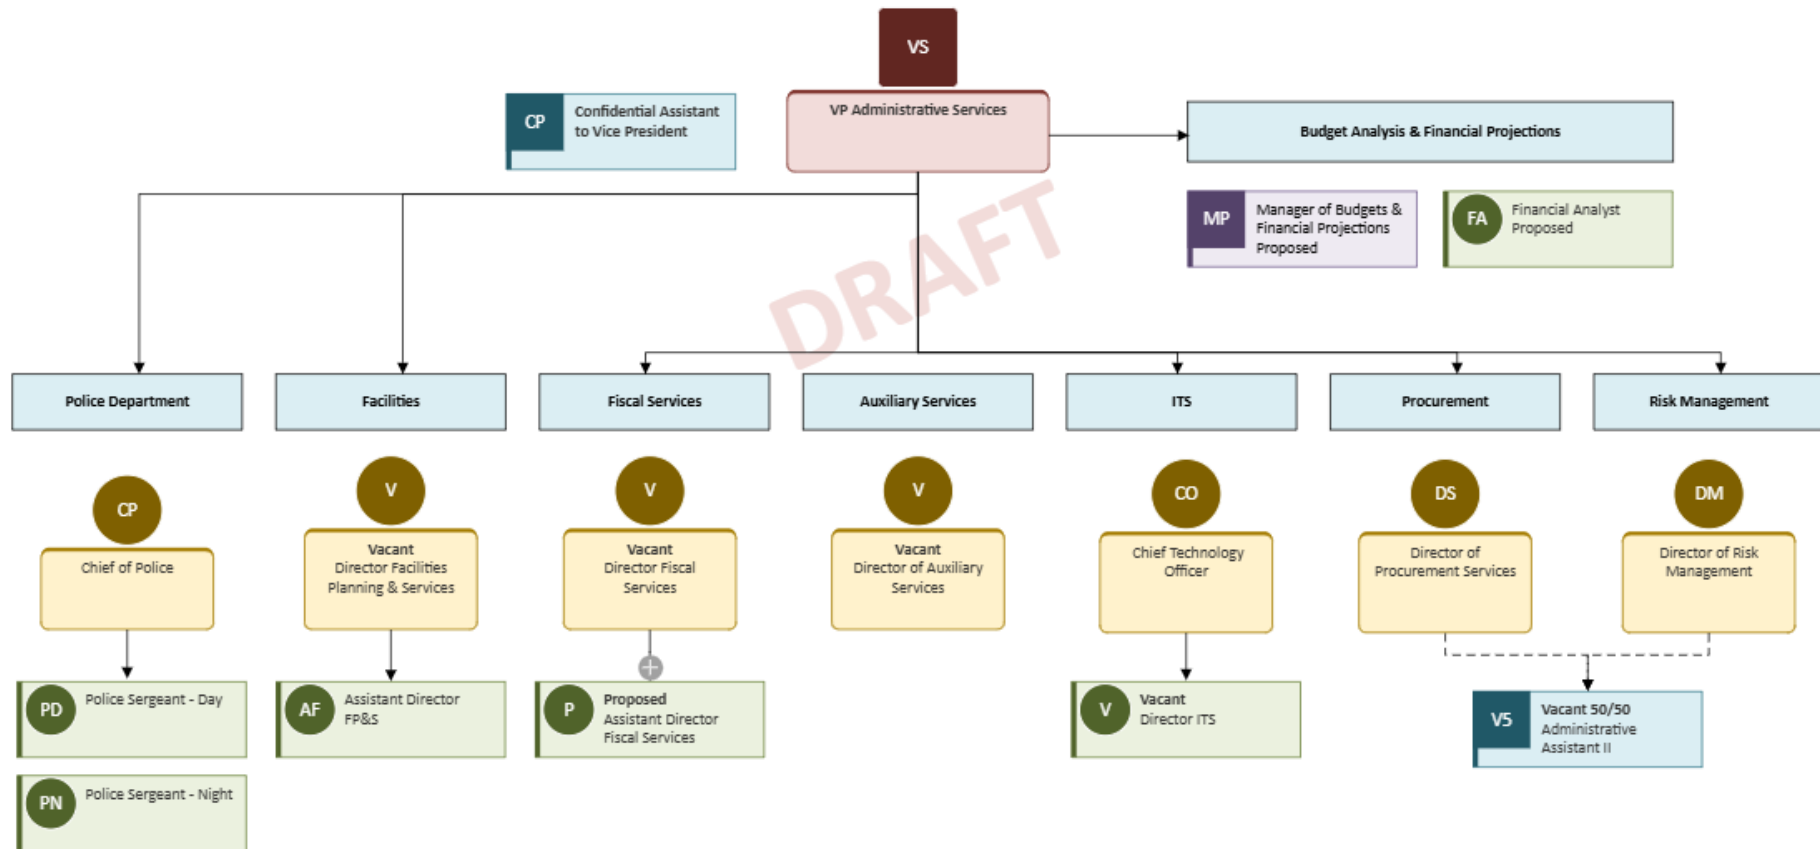 VS
VP Administrative Services
CP
Confidential Assistant
to Vice President
Budget Analysis & Financial Projections
MP
Manager of Budgets &
Financial Projections
Proposed
FA
Financial Analyst
Proposed
DRAFT
Police Department
Facilities
Fiscal Services
Auxiliary Services
ITS
Procurement
Risk Management
CP
Chief of Police
V
Vacant
Director Facilities
Planning & Services
V
Vacant
Director Fiscal
Services
V
Vacant
Director of Auxiliary
Services
CO
Chief Technology
Officer
DS
Director of
Procurement Services
DM
Director of Risk
Management
PD
Police Sergeant - Day
AF
Assistant Director
FP&S
P
Proposed
Assistant Director
Fiscal Services
V
Vacant
Director ITS
V5
Vacant 50/50
Administrative
Assistant II
PN
Police Sergeant - Night